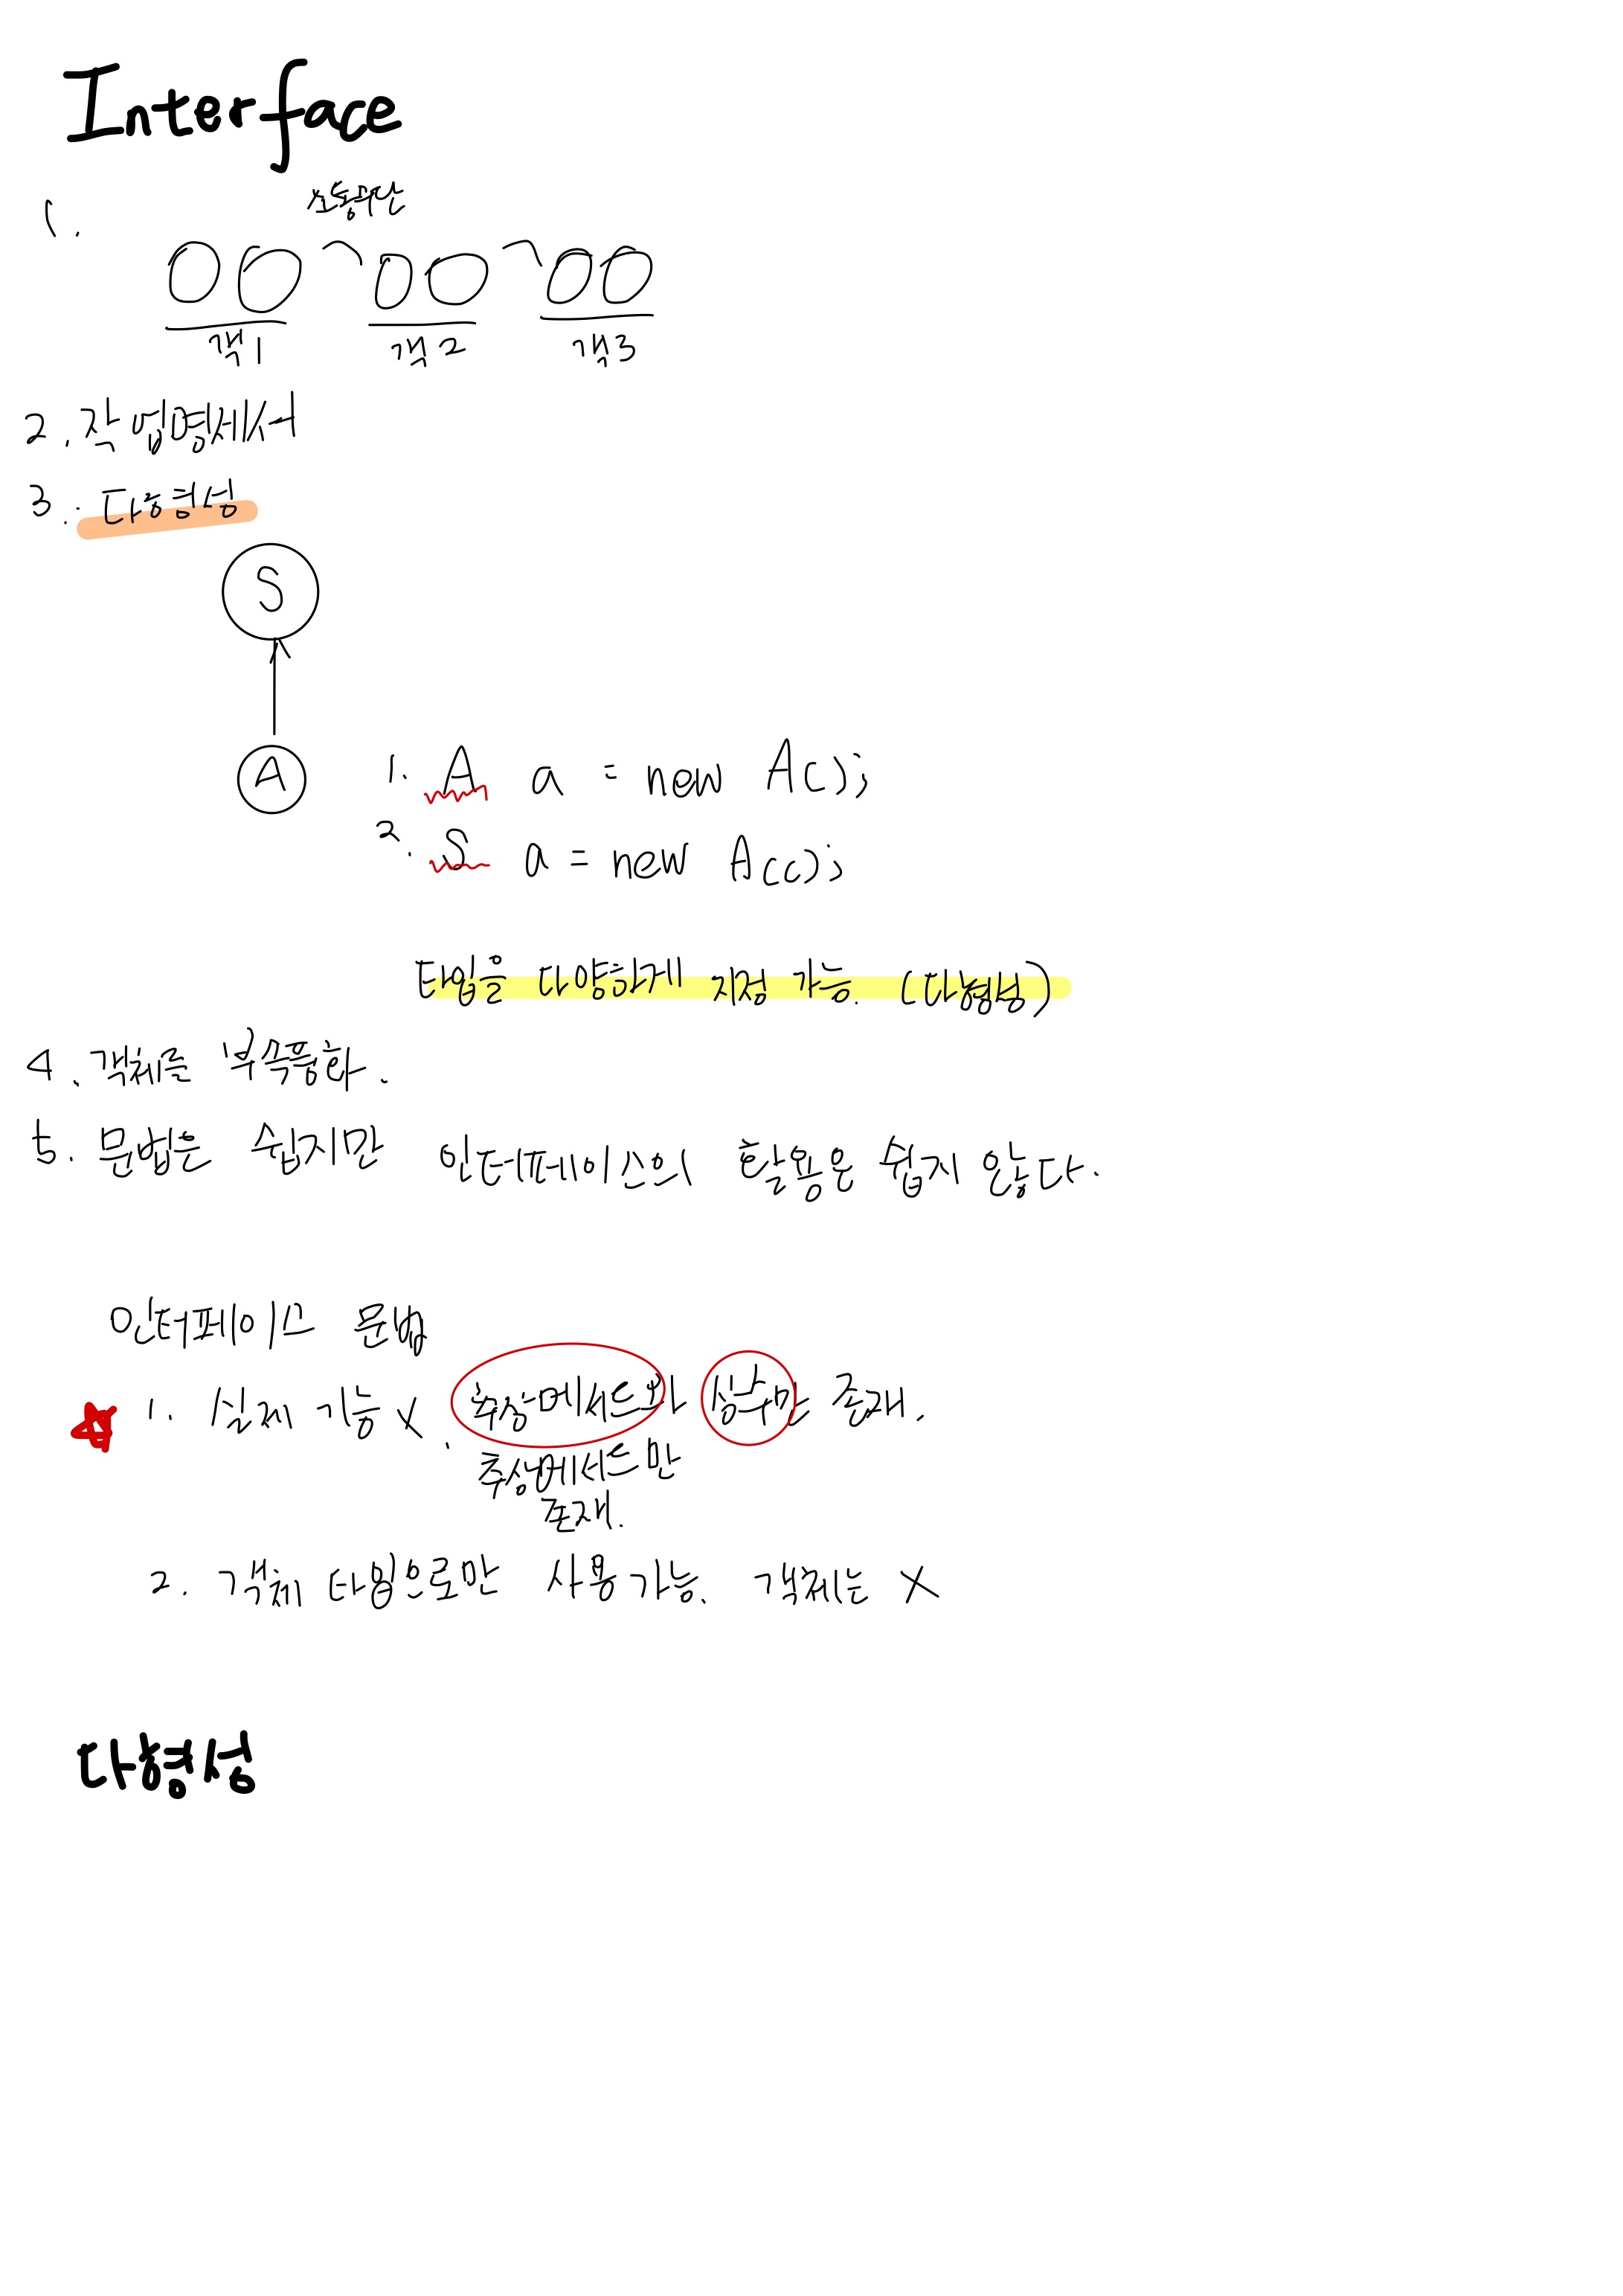 Interface
1.
소통수단
객1 객2 객3
2. 작업명세서
3. 다형성
S
A
1. A a = new A();
2. S a = new A();
타입을 다양하게 지정 가능. (다형성)
4. 객체를 부속품화.
5. 문법은 쉽지만 인터페이스의 활용은 쉽지 않다.
인터페이스 문법
1. 실제 기능 X. 추상메서드와 상수만 존재.
추상메서드만
존재.
2. 객체 타입으로만 사용가능. 객체는 X
다형성